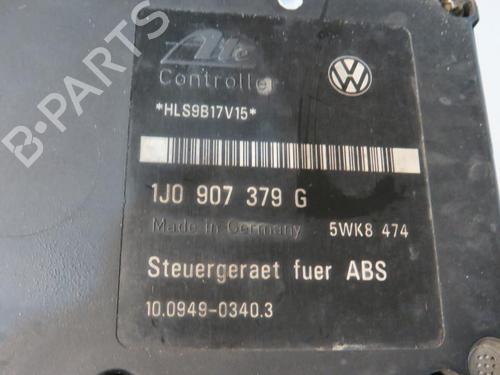 Ate
Controller
*HLS9B17V15*
1J0 907 379 G
Made in Germany 5WK8 474
Steuergeraet fuer ABS
10.0949-0340.3
B-PARTS